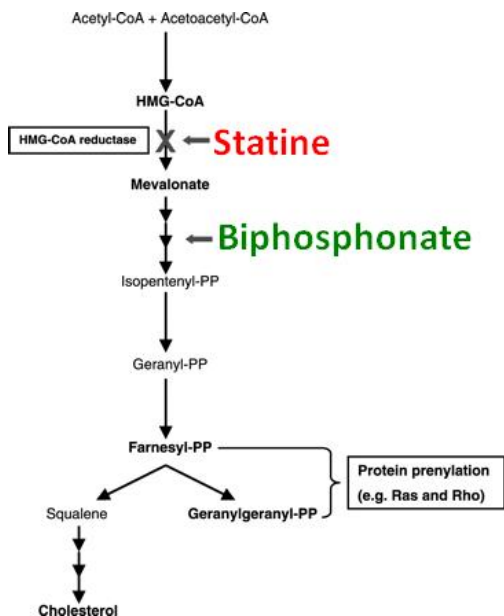 Acetyl-CoA + Acetoacetyl-CoA
HMG-CoA
HMG-CoA reductase
Statine
Mevalonate
Biphosphonate
Isopentenyl-PP
Geranyl-PP
Farnesyl-PP
Protein prenylation
(e.g. Ras and Rho)
Squalene
Geranylgeranyl-PP
Cholesterol